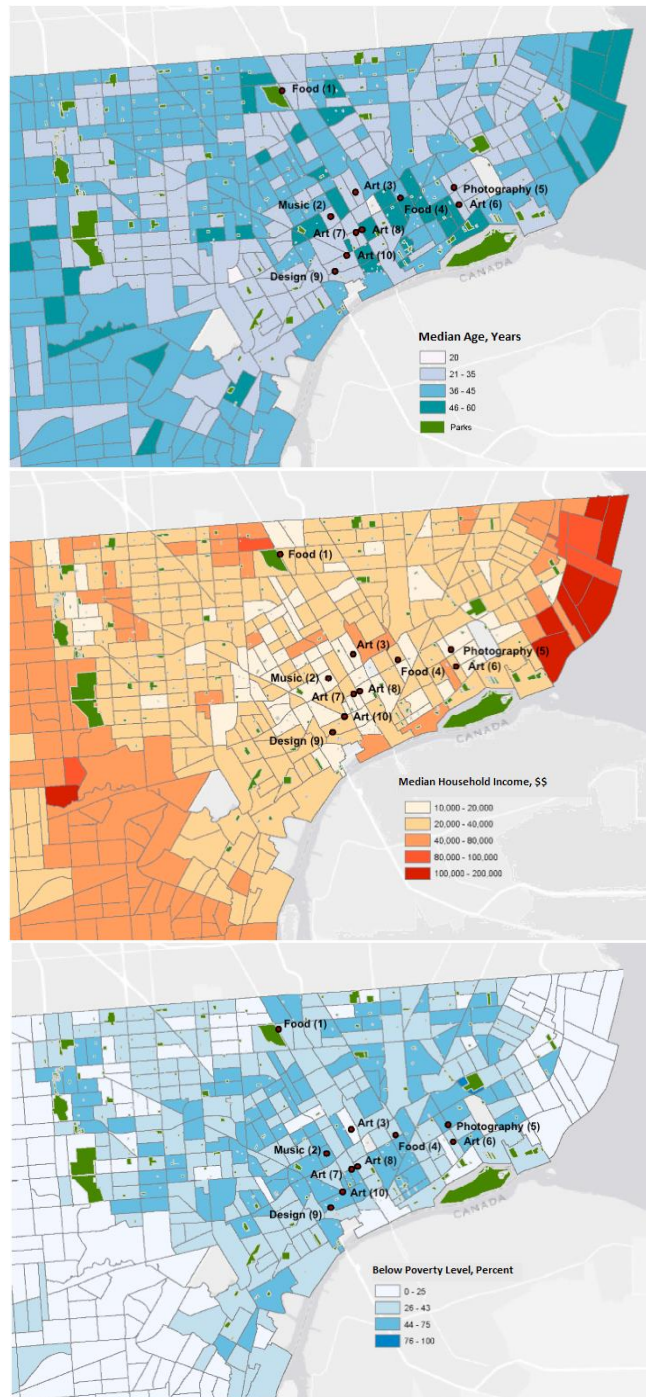 Food (1)
Art (3)
Photography (5)
Music (2)
Food (4)
Art (6)
Art (7)
Art (8)
Art (10)
Design (9)
CANADA
Median Age, Years
20
21 - 35
36 - 45
46 - 60
Parks
Food (1)
Art (3)
Photography (5)
Food (4)
Art (6)
Music (2)
Art (7)
Art (8)
Art (10)
Design (9)
CANADA
Median Household Income, $$
10,000 - 20,000
20,000 - 40,000
40,000 - 80,000
80,000 - 100,000
100,000 - 200,000
Food (1)
Art (3)
Photography (5)
Food (4)
Art (6)
Music (2)
Art (7)
Art (8)
Art (10)
Design (9)
CANADA
Below Poverty Level, Percent
0 - 25
26 - 43
44 - 75
76 - 100